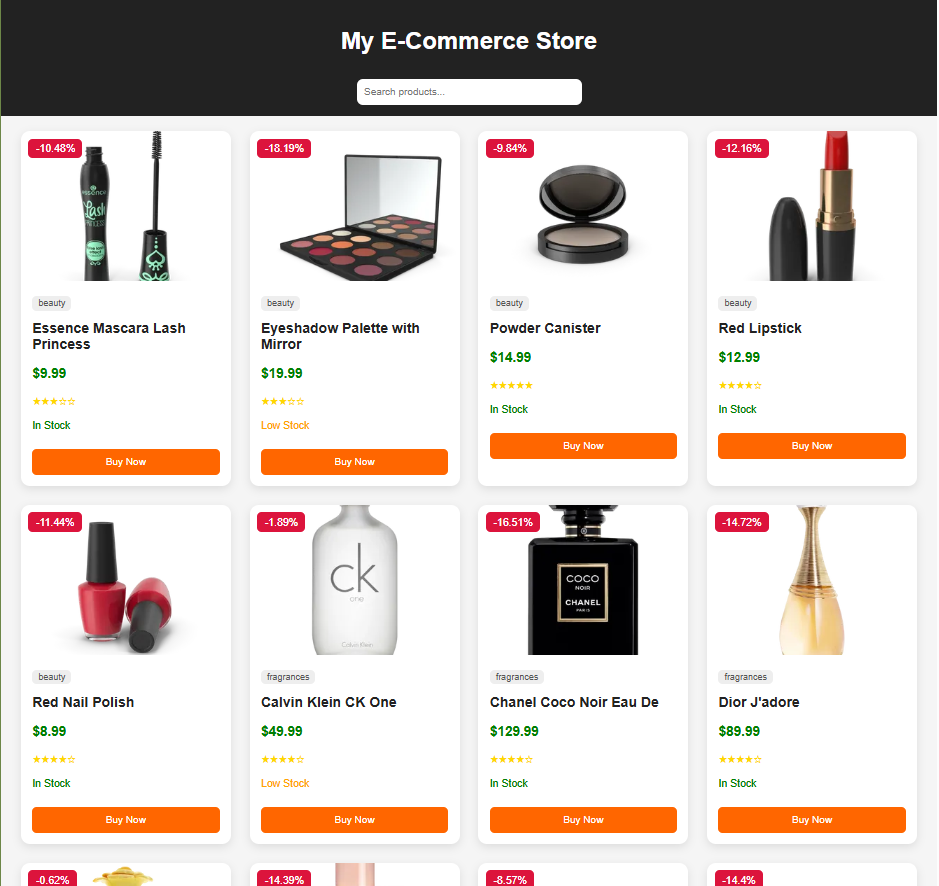 My E-Commerce Store
Search products...
-10.48%
-18.19%
-9.84%
-12.16%
essence
Lash
PRINCESS
beauty
beauty
beauty
beauty
Essence Mascara Lash
Princess
Eyeshadow Palette with
Mirror
Powder Canister
Red Lipstick
$9.99
$19.99
$14.99
$12.99
★★★☆☆
★★★☆☆
★★★★★
★★★★☆
In Stock
Low Stock
In Stock
In Stock
Buy Now
Buy Now
Buy Now
Buy Now
-11.44%
-1.89%
-16.51%
-14.72%
ck
one
Calvin Klein
COCO
NOIR
CHANEL
PARIS
beauty
fragrances
fragrances
fragrances
Red Nail Polish
Calvin Klein CK One
Chanel Coco Noir Eau De
Dior J'adore
$8.99
$49.99
$129.99
$89.99
★★★★☆
★★★★☆
★★★★☆
★★★★☆
In Stock
Low Stock
In Stock
In Stock
Buy Now
Buy Now
Buy Now
Buy Now
-0.62%
-14.39%
-8.57%
-14.4%